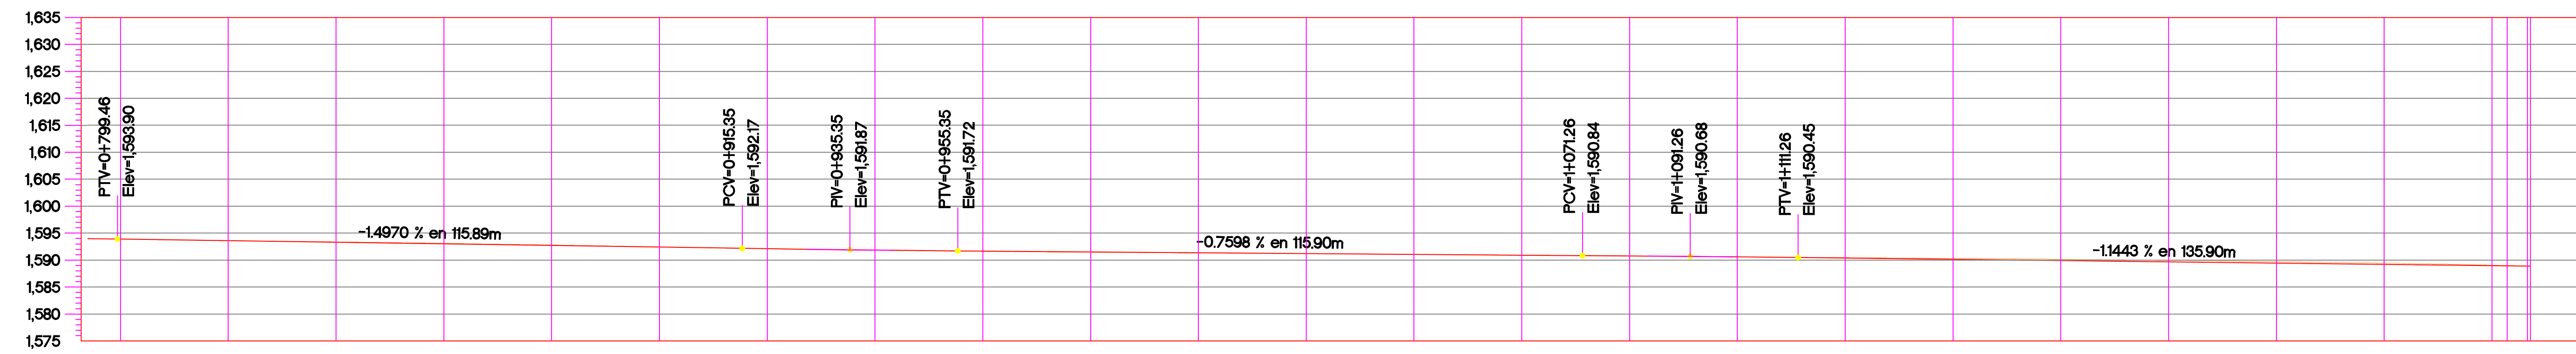 1,635
1,630
1,625
1,620
1,615
1,610
1,605
1,600
1,595
1,590
1,585
1,580
1,575
PTV=0+799.46
Elev=1,593.90
-1.4970 % en 115.89m
PCV=0+915.35
Elev=1,592.17
PIV=0+935.35
Elev=1,591.87
PTV=0+955.35
Elev=1,591.72
-0.7598 % en 115.90m
PCV=1+071.26
Elev=1,590.84
PIV=1+091.26
Elev=1,590.68
PTV=1+111.26
Elev=1,590.45
-1.1443 % en 135.90m